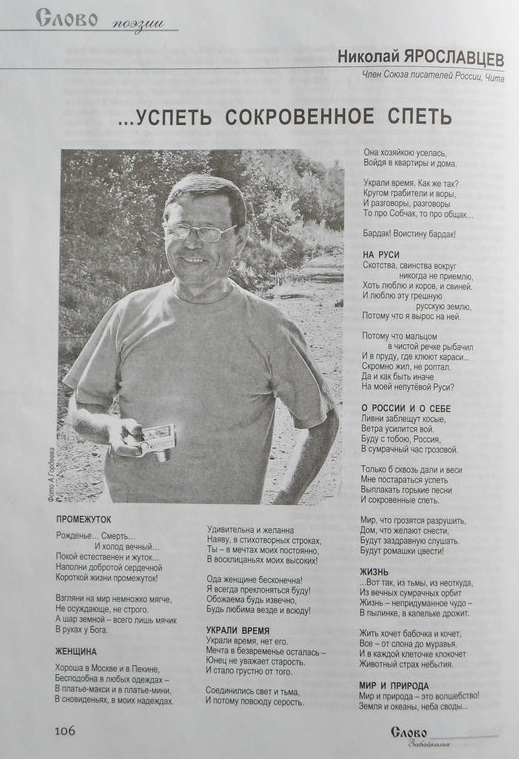 Слово поэзии
Николай ЯРОСЛАВЦЕВ
Член Союза писателей России, Чита
...УСПЕТЬ СОКРОВЕННОЕ СПЕТЬ
Фото А.Гордеева
ПРОМЕЖУТОК
Рожденье... Смерть...
И холод вечный...
Покой естественен и жуток...
Наполни добротой сердечной
Короткой жизни промежуток!
Взгляни на мир немножко мягче,
Не осуждающе, не строго.
А шар земной – всего лишь мячик
В руках у Бога.
ЖЕНЩИНА
Хороша в Москве и в Пекине,
Бесподобна в любых одеждах –
В платье-макси и в платье-мини,
В сновиденьях, в моих надеждах.
Удивительна и желанна
Наяву, в стихотворных строках,
Ты – в мечтах моих постоянно,
В восклицаньях моих высоких!
Ода женщине бесконечна!
Я всегда преклоняться буду!
Обожаема будь извечно,
Будь любима везде и всюду!
УКРАЛИ ВРЕМЯ
Украли время, нет его.
Мечта в безвременье осталась –
Юнец не уважает старость.
И стало грустно от того.
Соединились свет и тьма,
И потому повсюду серость.
Она хозяйкою уселась,
Войдя в квартиры и дома.
Украли время. Как же так?
Кругом грабители и воры,
И разговоры, разговоры
То про Собчак, то про общак...
Бардак! Воистину бардак!
НА РУСИ
Скотства, свинства вокруг
никогда не приемлю,
Хоть люблю и коров, и свиней.
И люблю эту грешную
русскую землю,
Потому что я вырос на ней.
Потому что мальцом
в чистой речке рыбачил
И в пруду, где клюют караси...
Скромно жил, не роптал.
Да и как быть иначе
На моей непутёвой Руси?
О РОССИИ И О СЕБЕ
Ливни заблещут косые,
Ветра усилится вой.
Буду с тобою, Россия,
В сумрачный час грозовой.
Только б сквозь дали и веси
Мне постараться успеть
Выплакать горькие песни
И сокровенные спеть.
Мир, что грозятся разрушить,
Дом, что желают снести,
Будут заздравную слушать.
Будут ромашки цвести!
ЖИЗНЬ
...Вот так, из тьмы, из неоткуда,
Из вечных сумрачных орбит
Жизнь – непридуманное чудо –
В пылинке, в капельке дрожит.
Жить хочет бабочка и кочет,
Все – от слона до муравья.
И в каждой клеточке клокочет
Животный страх небытия.
МИР И ПРИРОДА
Мир и природа – это волшебство!
Земля и океаны, неба своды...
106
Слово
Забайкалья